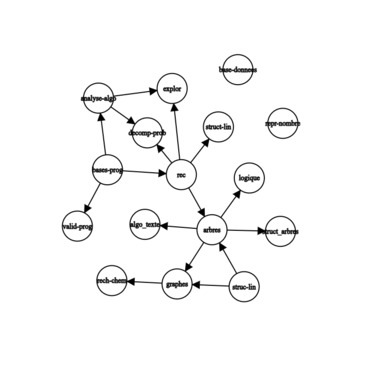 base-donnees
explor
analyse-algo
repr-nombre
struct-lin
decomp-prob
bases-prog
rec
logique
valid-prog
algo_texte
arbres
struct_arbres
rech-chem
graphes
struc-lin